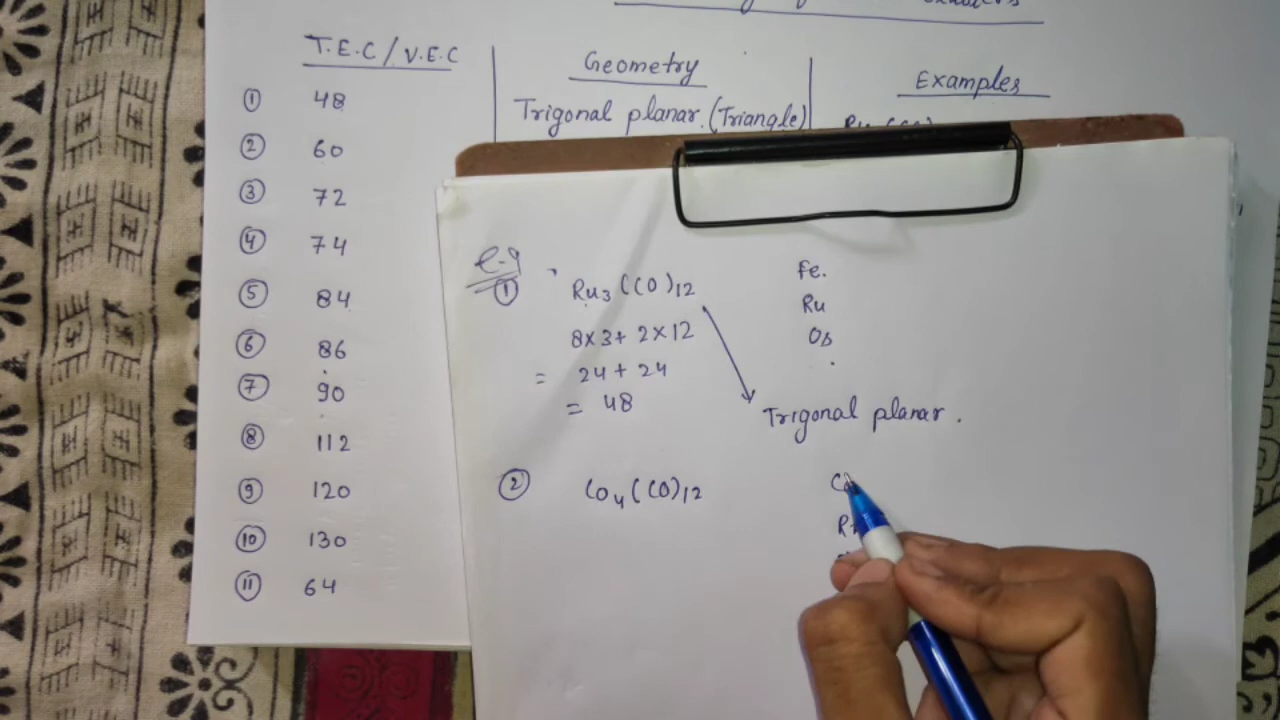 T.E.C / V.E.C
Geometry
Examples
① 48
Trigonal planar. (Triangle)
② 60
③ 72
④ 74
⑤ 84
⑥ 86
⑦ 90
⑧ 112
⑨ 120
⑩ 130
⑪ 64
e.g
① Ru3(CO)12
8×3+ 2×12
= 24 + 24
= 48
Fe.
Ru
Os
Trigonal planar.
② Co4(CO)12